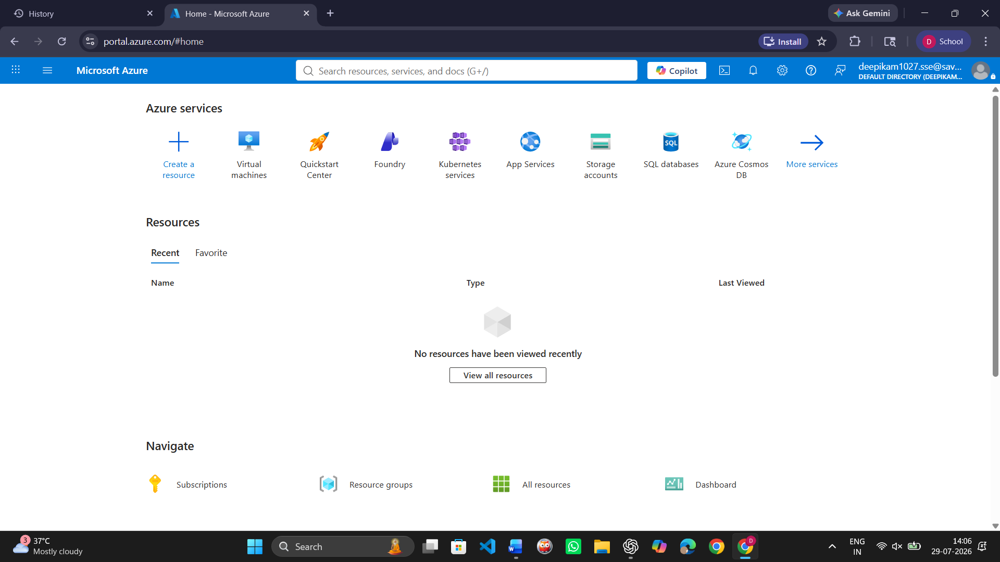 History
Home - Microsoft Azure
Ask Gemini
portal.azure.com/#home
Install
D
School
Microsoft Azure
Search resources, services, and docs (G+/)
Copilot
deepikam1027.sse@sav...
DEFAULT DIRECTORY (DEEPIKAM...
Azure services
Create a resource
Virtual machines
Quickstart Center
Foundry
Kubernetes services
App Services
Storage accounts
SQL
SQL databases
Azure Cosmos DB
More services
Resources
Recent
Favorite
Name
Type
Last Viewed
No resources have been viewed recently
View all resources
Navigate
Subscriptions
Resource groups
All resources
Dashboard
3
37°C
Mostly cloudy
Search
W
D
ENG
IN
14:06
29-07-2026